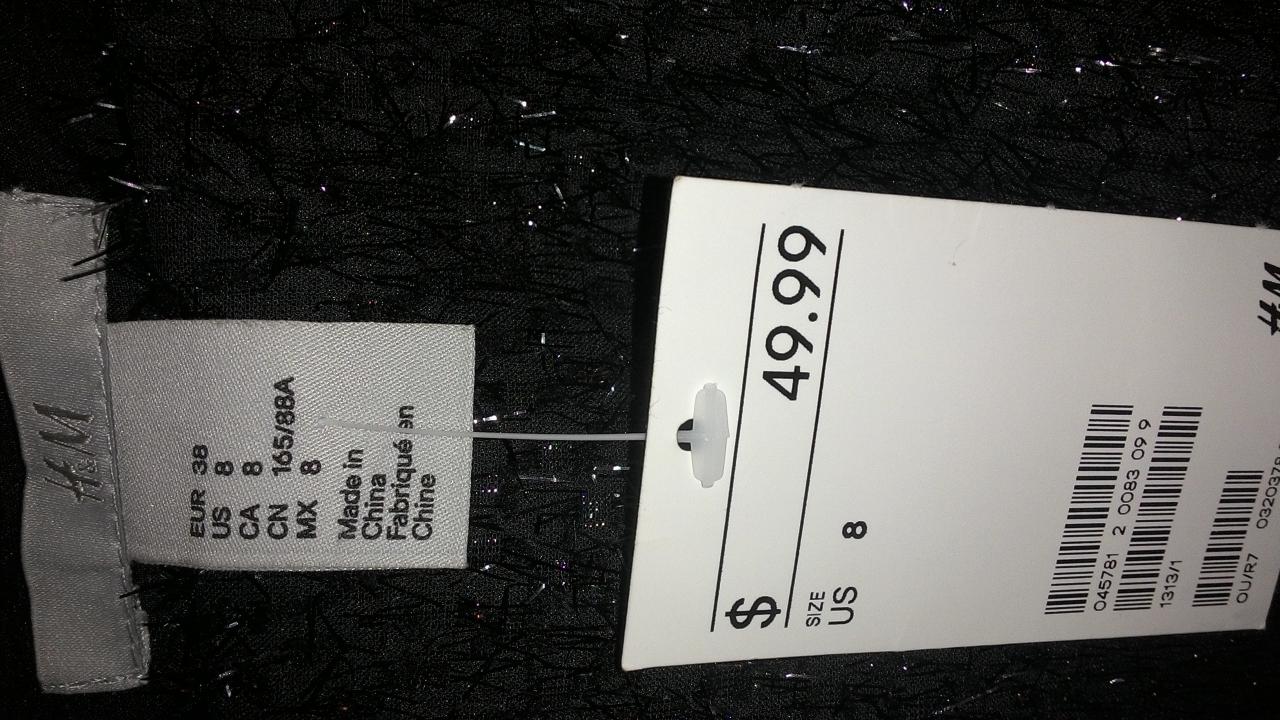 H&M
EUR 38
US 8
CA 8
CN 165/88A
MX 8
Made in
China
Fabriqué en
Chine
$ 49.99
SIZE
US 8
045781 2 0083 09 9
1313/1
OU/R7
H&M